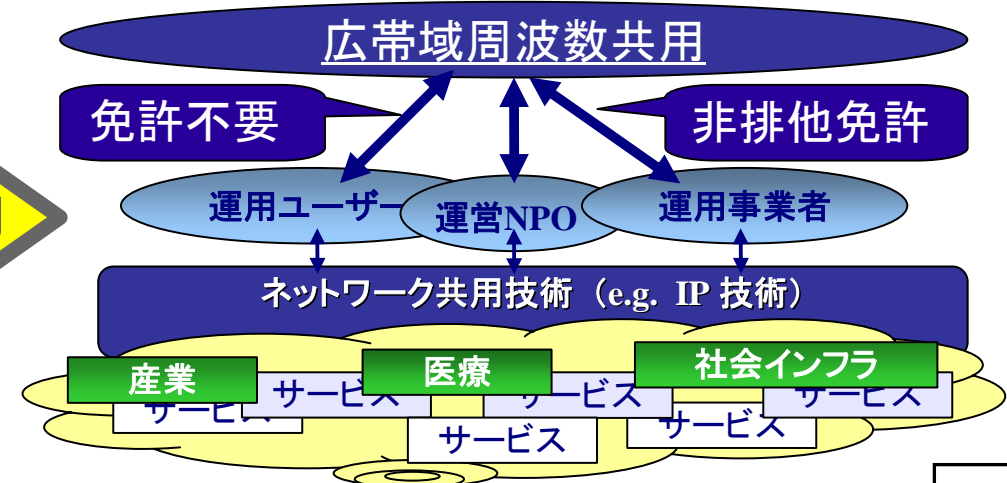 広帯域周波数共用
免許不要
非排他免許
運用ユーザー
運営NPO
運用事業者
ネットワーク共用技術（e.g. IP 技術）
産業
医療
社会インフラ
サービス
サービス
サービス
サービス
サービス
サービス
サービス